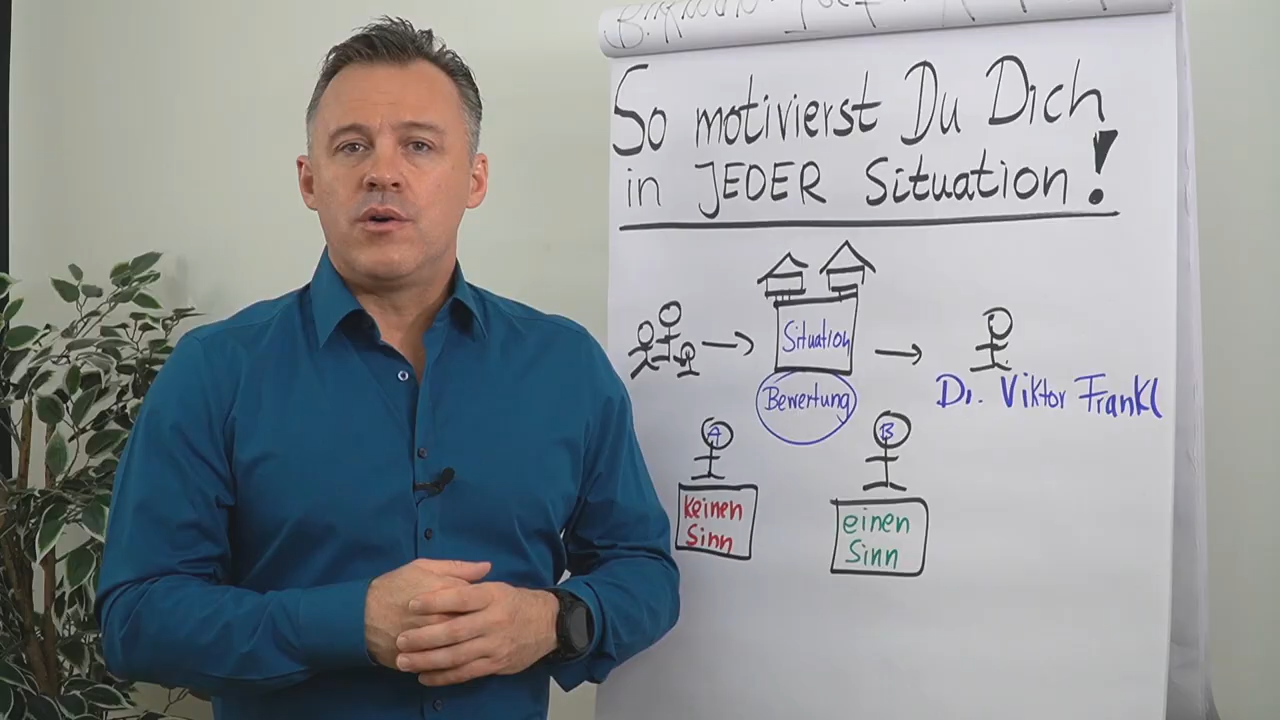 So motivierst Du Dich
in JEDER Situation!
Situation
Bewertung
Dr. Viktor Frankl
A
B
keinen
Sinn
einen
Sinn